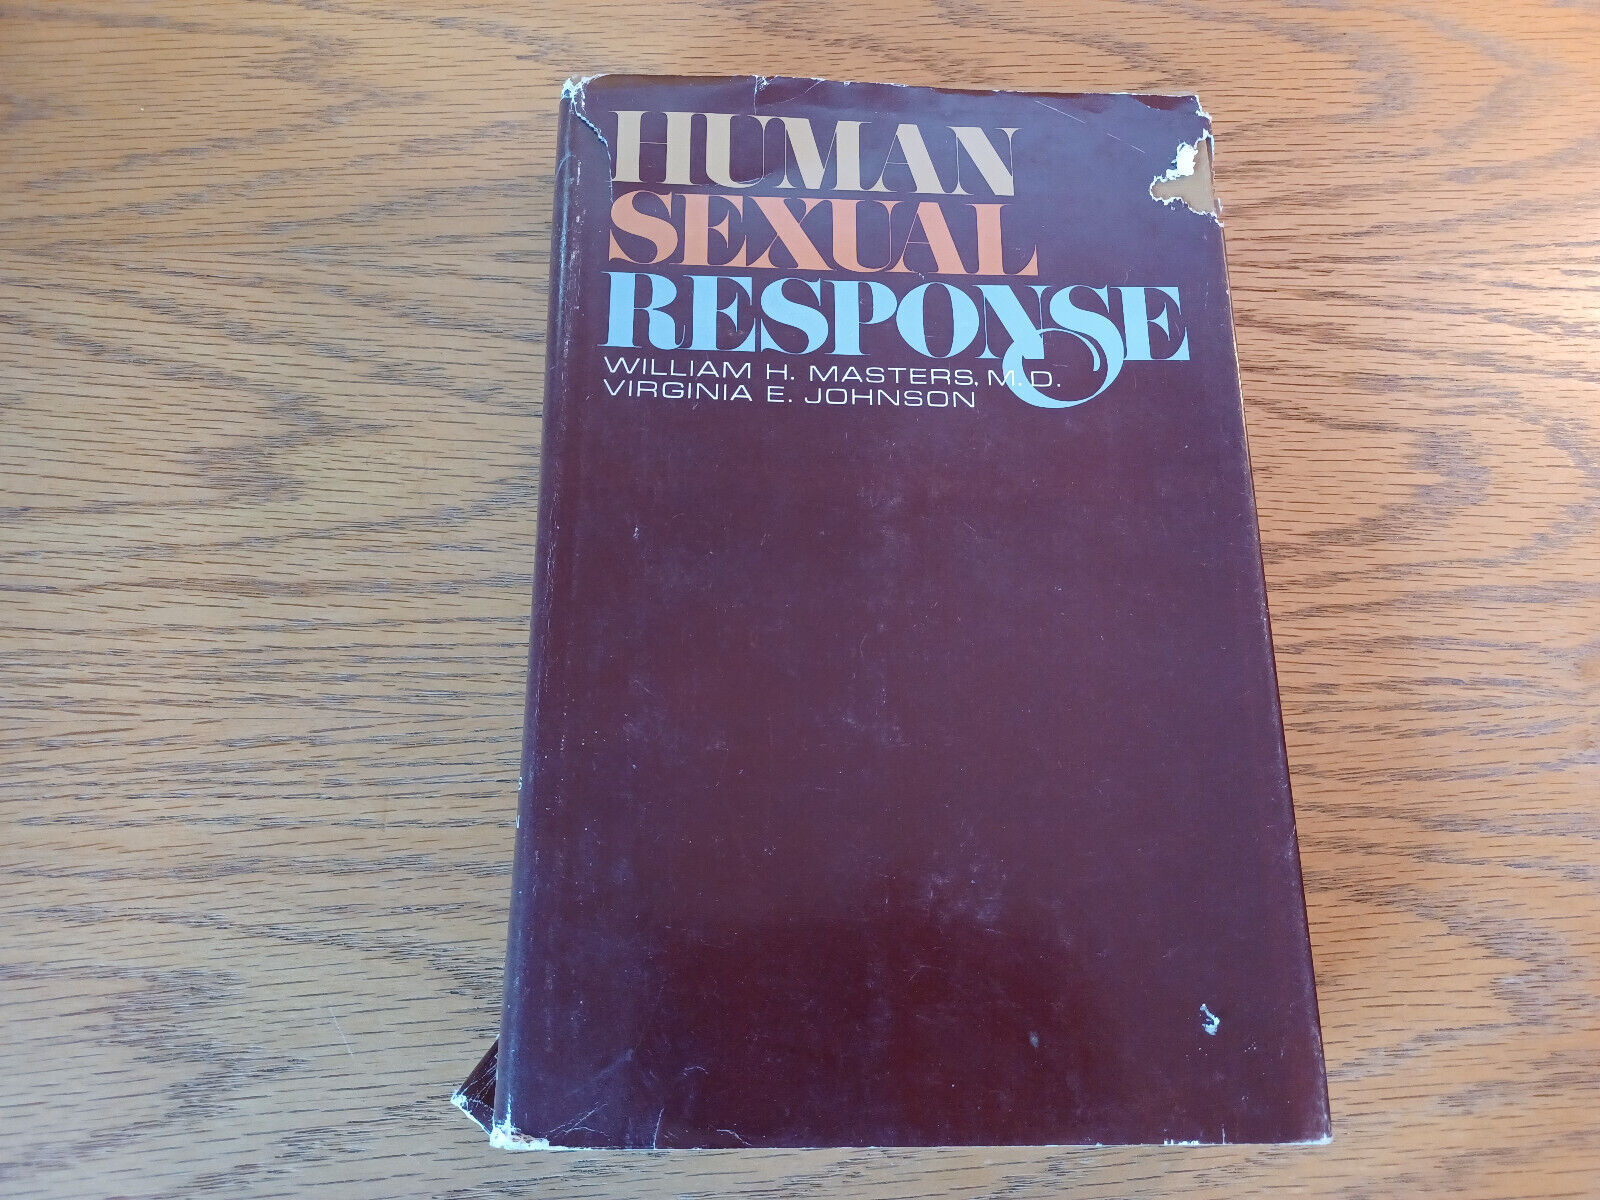 HUMAN
SEXUAL
RESPONSE
WILLIAM H. MASTERS, M.D.
VIRGINIA E. JOHNSON